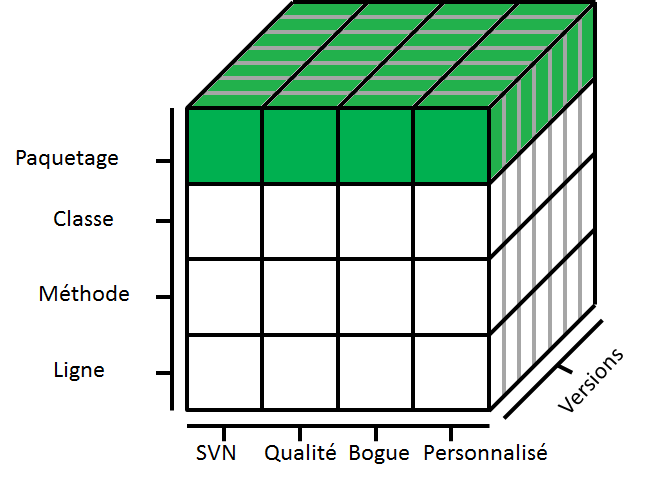 Paquetage
Classe
Méthode
Ligne
Versions
SVN Qualité Bogue Personnalisé